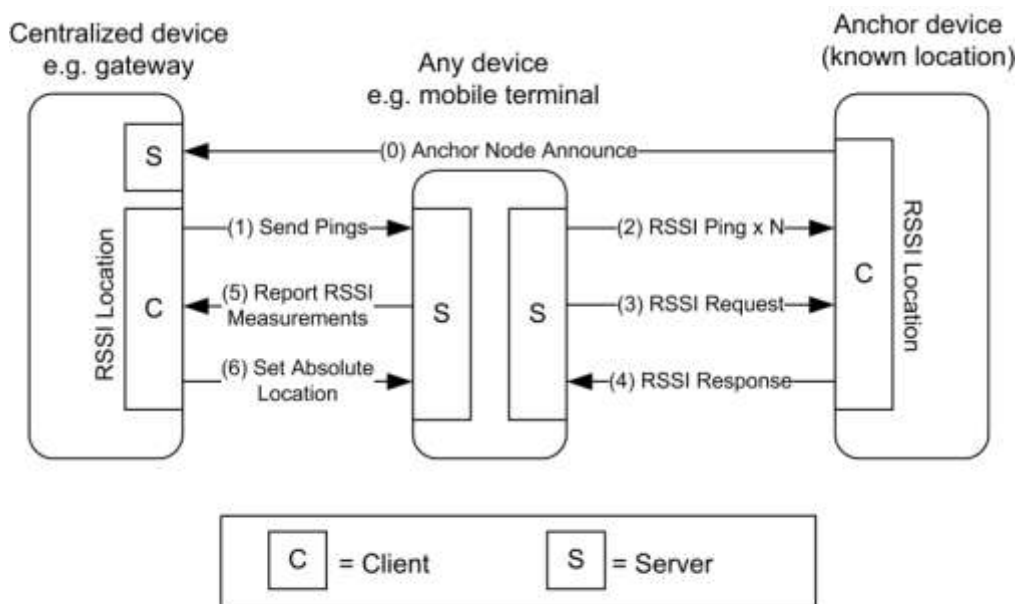 Centralized device
e.g. gateway
Any device
e.g. mobile terminal
Anchor device
(known location)
S
(0) Anchor Node Announce
RSSI Location
C
(1) Send Pings
(5) Report RSSI
Measurements
(6) Set Absolute
Location
S
S
(2) RSSI Ping x N
(3) RSSI Request
(4) RSSI Response
C
RSSI Location
C = Client
S = Server